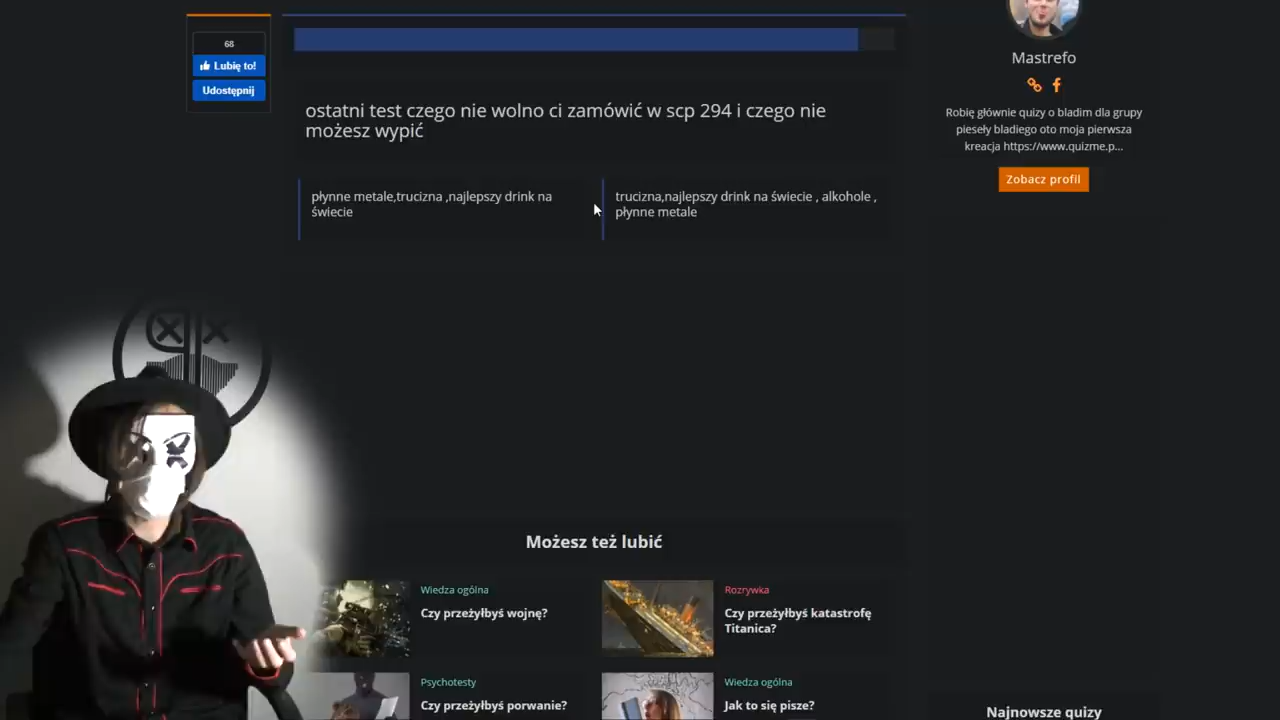 68
Lubię to!
Udostępnij
ostatni test czego nie wolno ci zamówić w scp 294 i czego nie
możesz wypić
płynne metale,trucizna ,najlepszy drink na
świecie
trucizna,najlepszy drink na świecie , alkohole ,
płynne metale
Mastrefo
Robię głównie quizy o bladim dla grupy
pieseły bladiego oto moja pierwsza
kreacja https://www.quizme.p...
Zobacz profil
Możesz też lubić
Wiedza ogólna
Czy przeżyłbyś wojnę?
Rozrywka
Czy przeżyłbyś katastrofę
Titanica?
Psychotesty
Czy przeżyłbyś porwanie?
Wiedza ogólna
Jak to się pisze?
Najnowsze quizy